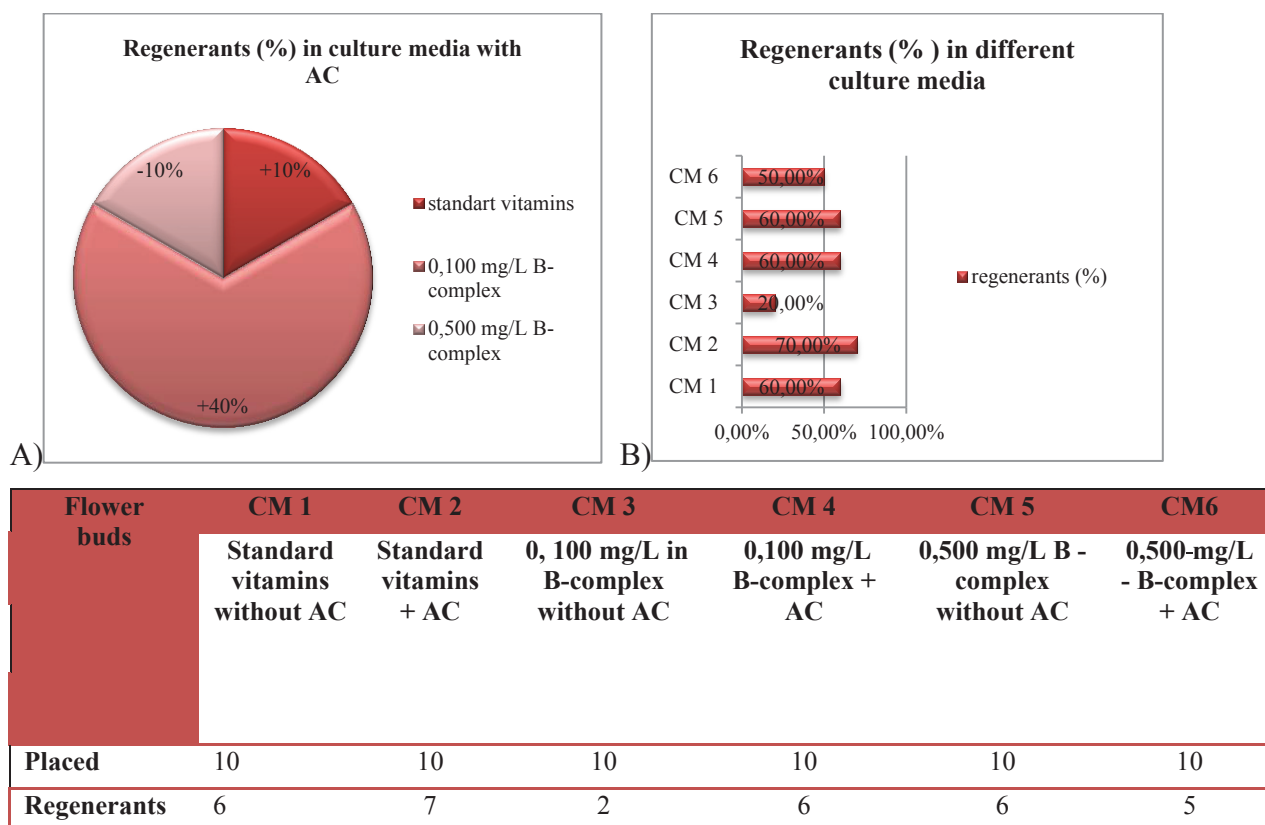 Regenerants (%) in culture media with
AC
-10%
+10%
+40%
standart vitamins
0,100 mg/L B-
complex
0,500 mg/L B-
complex
A)
Regenerants (% ) in different
culture media
CM 6
50,00%
CM 5
60,00%
CM 4
60,00%
CM 3
20,00%
CM 2
70,00%
CM 1
60,00%
0,00% 50,00% 100,00%
regenerants (%)
B)
Flower
buds
CM 1 CM 2 CM 3 CM 4 CM 5 CM6
Standard
vitamins
without AC
Standard
vitamins
+ AC
0, 100 mg/L in
B-complex
without AC
0,100 mg/L
B-complex +
AC
0,500 mg/L B -
complex
without AC
0,500-mg/L
- B-complex
+ AC
Placed 10 10 10 10 10 10
Regenerants 6 7 2 6 6 5